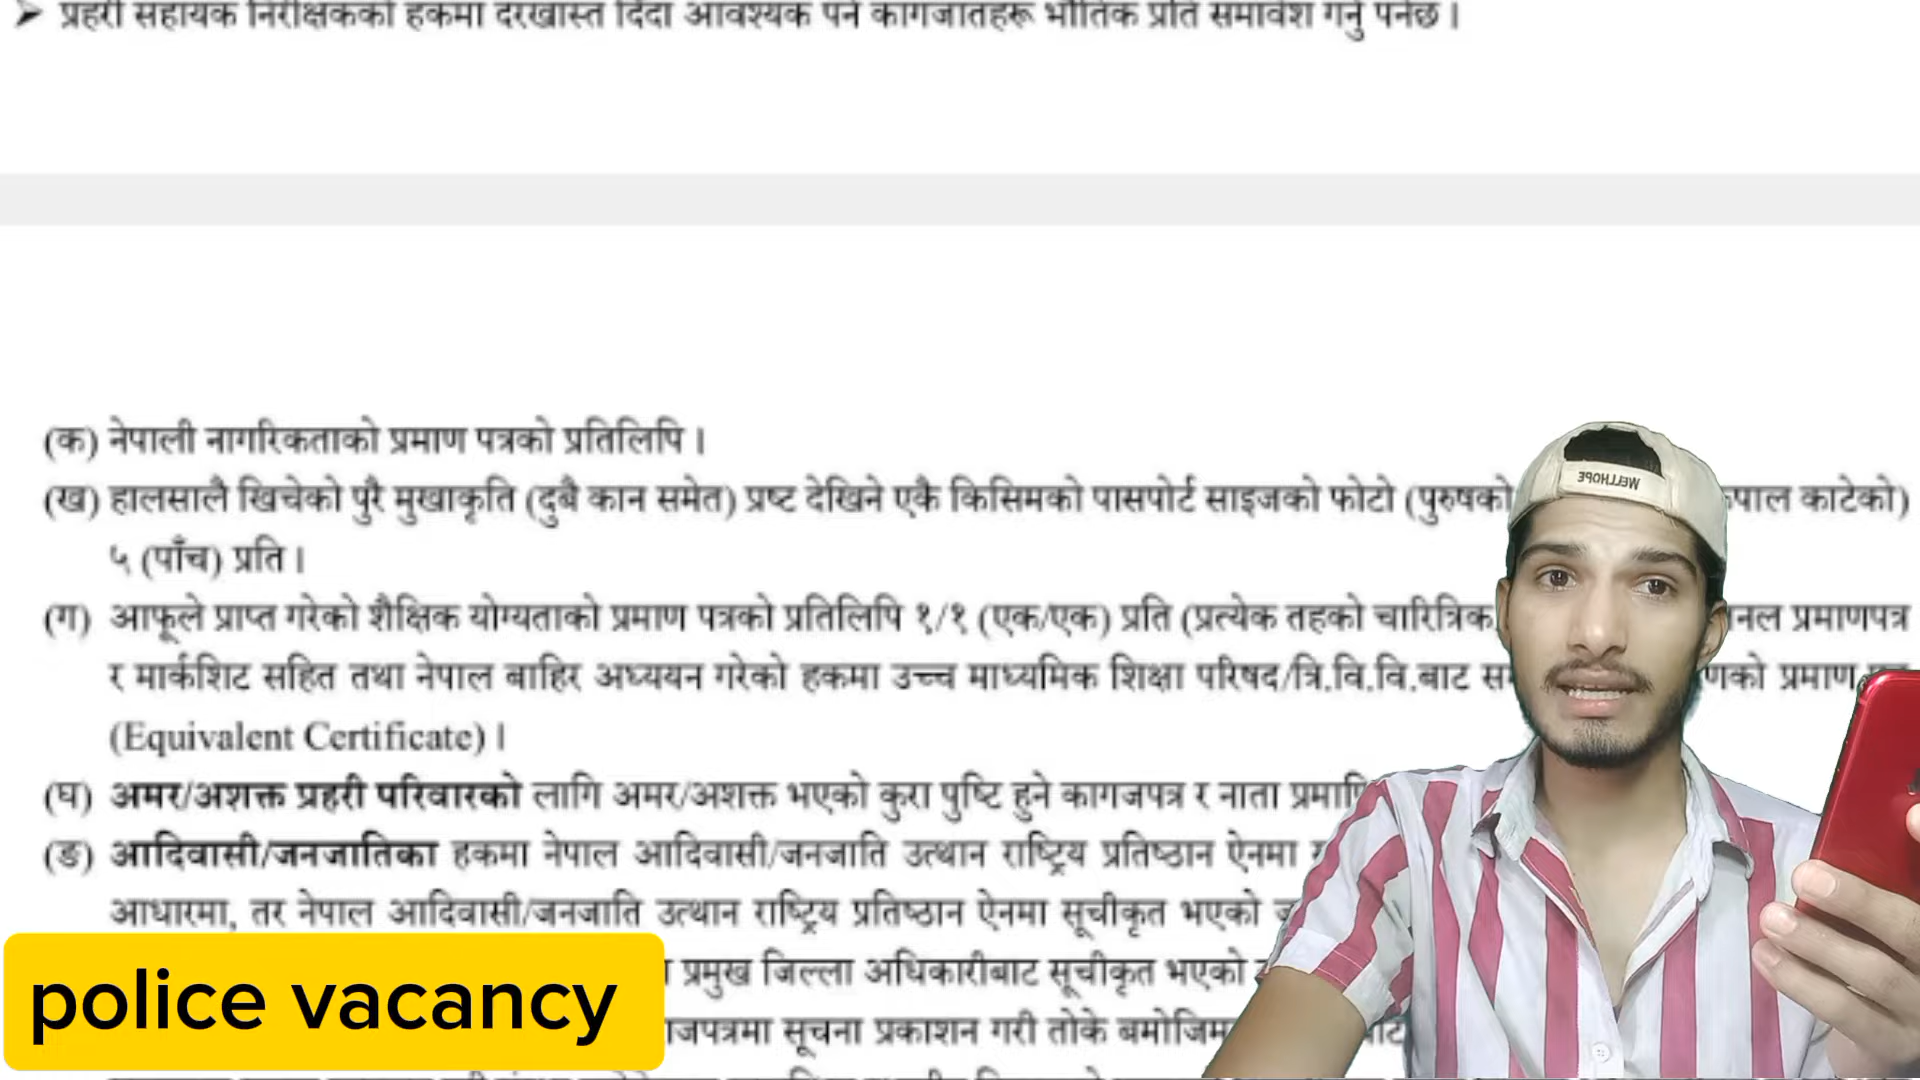 ➤ प्रहरी सहायक निरीक्षकको हकमा दरखास्त दिँदा आवश्यक पर्ने कागजातहरू भौतिक प्रति समावेश गर्नु पर्नेछ ।
(क) नेपाली नागरिकताको प्रमाण पत्रको प्रतिलिपि ।
(ख) हालसालै खिचेको पुरै मुखाकृति (दुबै कान समेत) प्रष्ट देखिने एकै किसिमको पासपोर्ट साइजको फोटो (पुरुषको काटेको)
५ (पाँच) प्रति ।
(ग) आफूले प्राप्त गरेको शैक्षिक योग्यताको प्रमाण पत्रको प्रतिलिपि १/१ (एक/एक) प्रति (प्रत्येक तहको चारित्रिक प्रमाणपत्र
र मार्कशिट सहित तथा नेपाल बाहिर अध्ययन गरेको हकमा उच्च माध्यमिक शिक्षा परिषद/त्रि.वि.वि.बाट प्रमाण
(Equivalent Certificate) ।
(घ) अमर/अशक्त प्रहरी परिवारको लागि अमर/अशक्त भएको कुरा पुष्टि हुने कागजपत्र र नाता
(ङ) आदिवासी/जनजातिका हकमा नेपाल आदिवासी/जनजाति उत्थान राष्ट्रिय प्रतिष्ठान ऐनमा
आधारमा, तर नेपाल आदिवासी/जनजाति उत्थान राष्ट्रिय प्रतिष्ठान ऐनमा सूचीकृत भएको
प्रमुख जिल्ला अधिकारीबाट सूचीकृत भएको
सूचना प्रकाशन गरी तोके बमोजिम
police vacancy
WELLHOPE